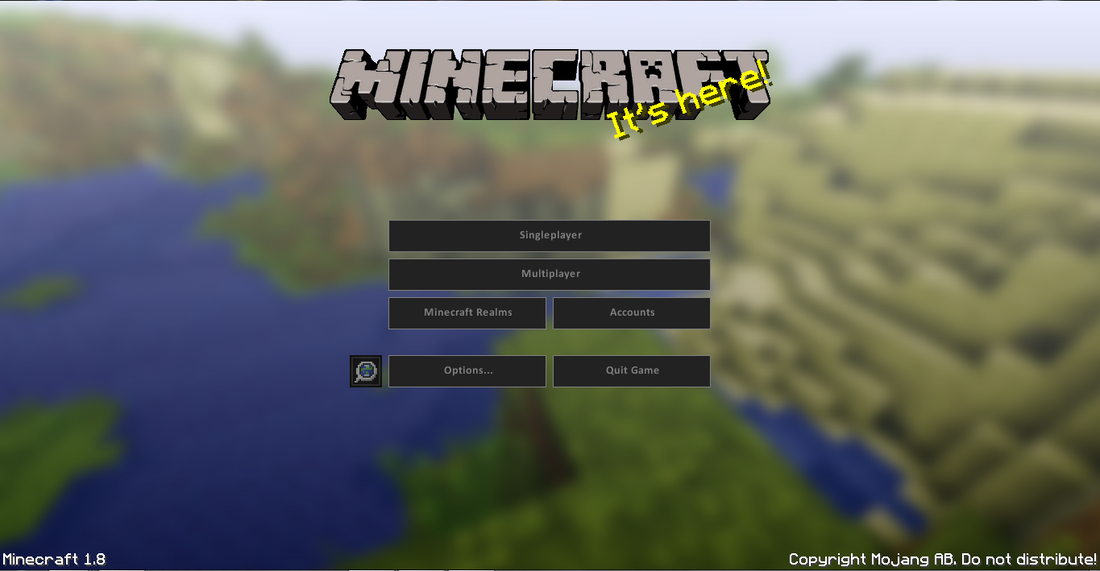 MINECRAFT
It's here!
Singleplayer
Multiplayer
Minecraft Realms
Accounts
Options...
Quit Game
Minecraft 1.8
Copyright Mojang AB. Do not distribute!